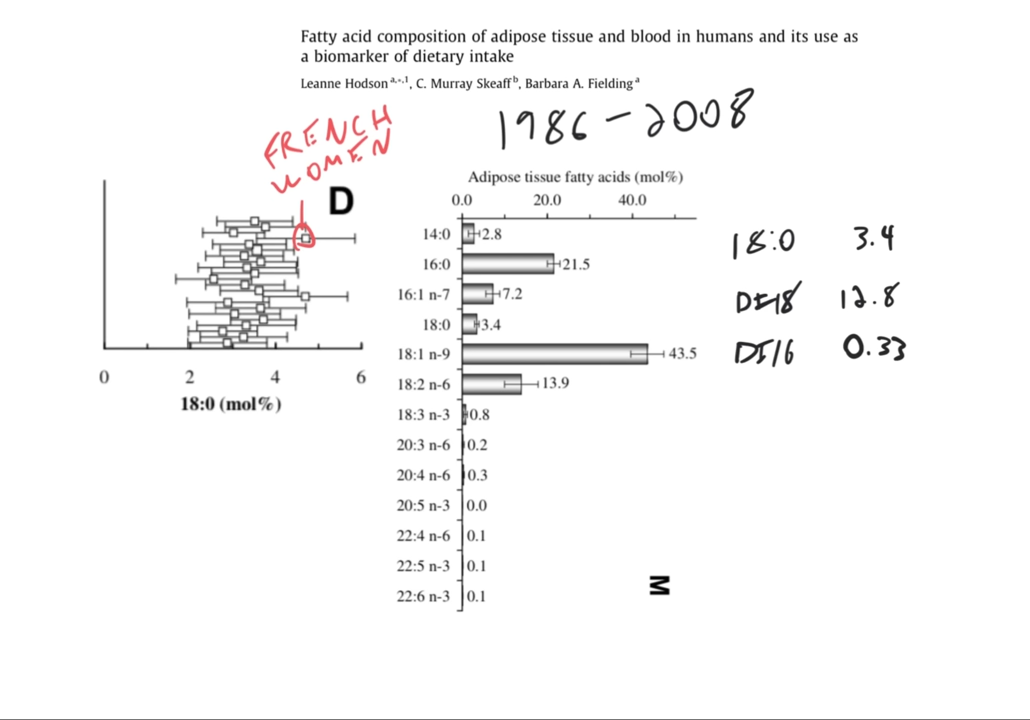 Fatty acid composition of adipose tissue and blood in humans and its use as
a biomarker of dietary intake
Leanne Hodson a,*,1, C. Murray Skeaff b, Barbara A. Fielding a
1986 - 2008
FRENCH
WOMEN
D
0 2 4 6
18:0 (mol%)
Adipose tissue fatty acids (mol%)
0.0 20.0 40.0
14:0 2.8
16:0 21.5
16:1 n-7 7.2
18:0 3.4
18:1 n-9 43.5
18:2 n-6 13.9
18:3 n-3 0.8
20:3 n-6 0.2
20:4 n-6 0.3
20:5 n-3 0.0
22:4 n-6 0.1
22:5 n-3 0.1
22:6 n-3 0.1
M
18:0 3.4
DI18 12.8
DI16 0.33